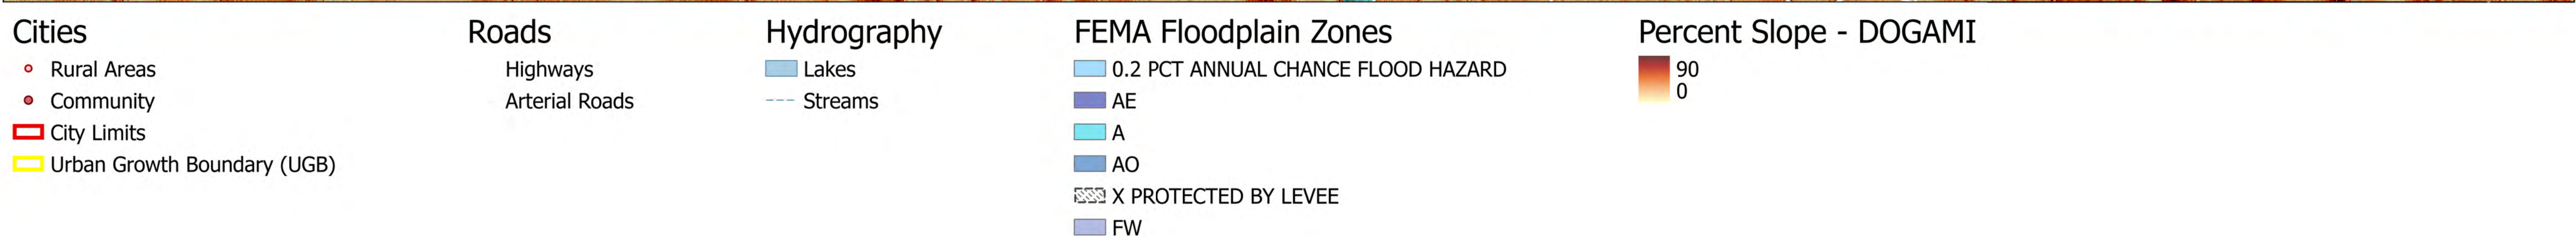 Cities
Rural Areas
Community
City Limits
Urban Growth Boundary (UGB)
Roads
Highways
Arterial Roads
Hydrography
Lakes
Streams
FEMA Floodplain Zones
0.2 PCT ANNUAL CHANCE FLOOD HAZARD
AE
A
AO
X PROTECTED BY LEVEE
FW
Percent Slope - DOGAMI
90
0